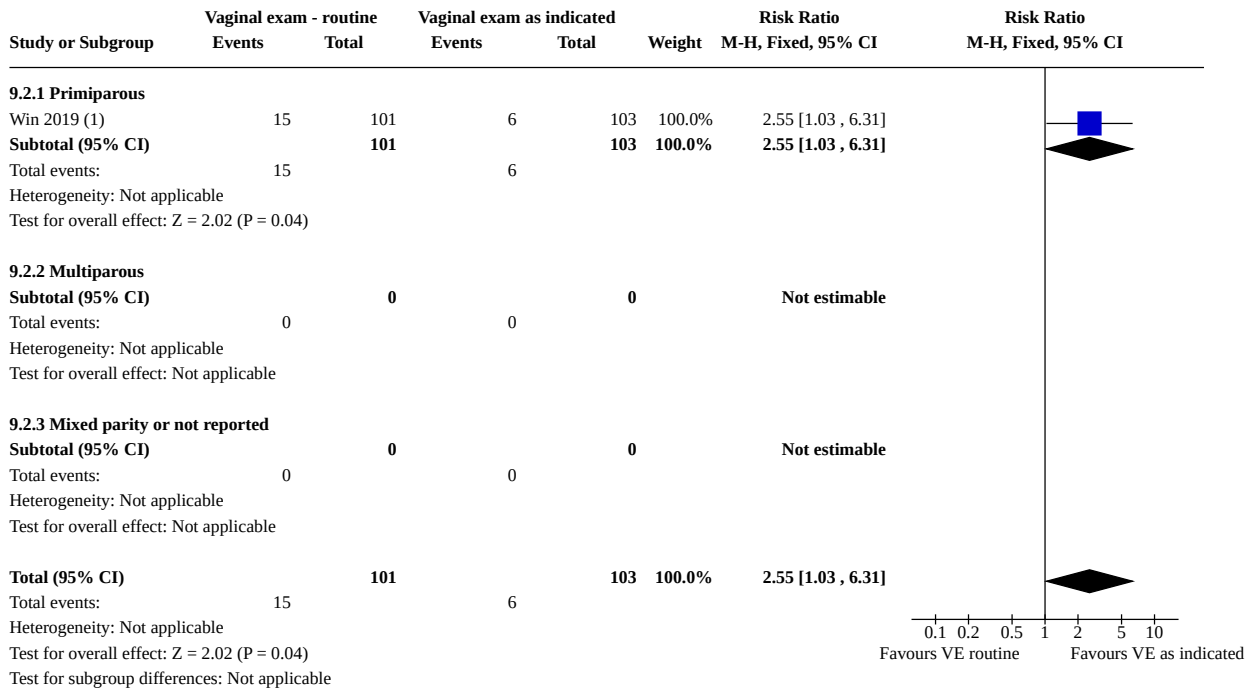 Vaginal exam - routine Vaginal exam as indicated Risk Ratio Risk Ratio
Study or Subgroup Events Total Events Total Weight M-H, Fixed, 95% CI M-H, Fixed, 95% CI
9.2.1 Primiparous
Win 2019 (1) 15 101 6 103 100.0% 2.55 [1.03 , 6.31]
Subtotal (95% CI) 101 103 100.0% 2.55 [1.03 , 6.31]
Total events: 15 6
Heterogeneity: Not applicable
Test for overall effect: Z = 2.02 (P = 0.04)
9.2.2 Multiparous
Subtotal (95% CI) 0 0 Not estimable
Total events: 0 0
Heterogeneity: Not applicable
Test for overall effect: Not applicable
9.2.3 Mixed parity or not reported
Subtotal (95% CI) 0 0 Not estimable
Total events: 0 0
Heterogeneity: Not applicable
Test for overall effect: Not applicable
Total (95% CI) 101 103 100.0% 2.55 [1.03 , 6.31]
Total events: 15 6
Heterogeneity: Not applicable 0.1 0.2 0.5 1 2 5 10
Test for overall effect: Z = 2.02 (P = 0.04) Favours VE routine Favours VE as indicated
Test for subgroup differences: Not applicable